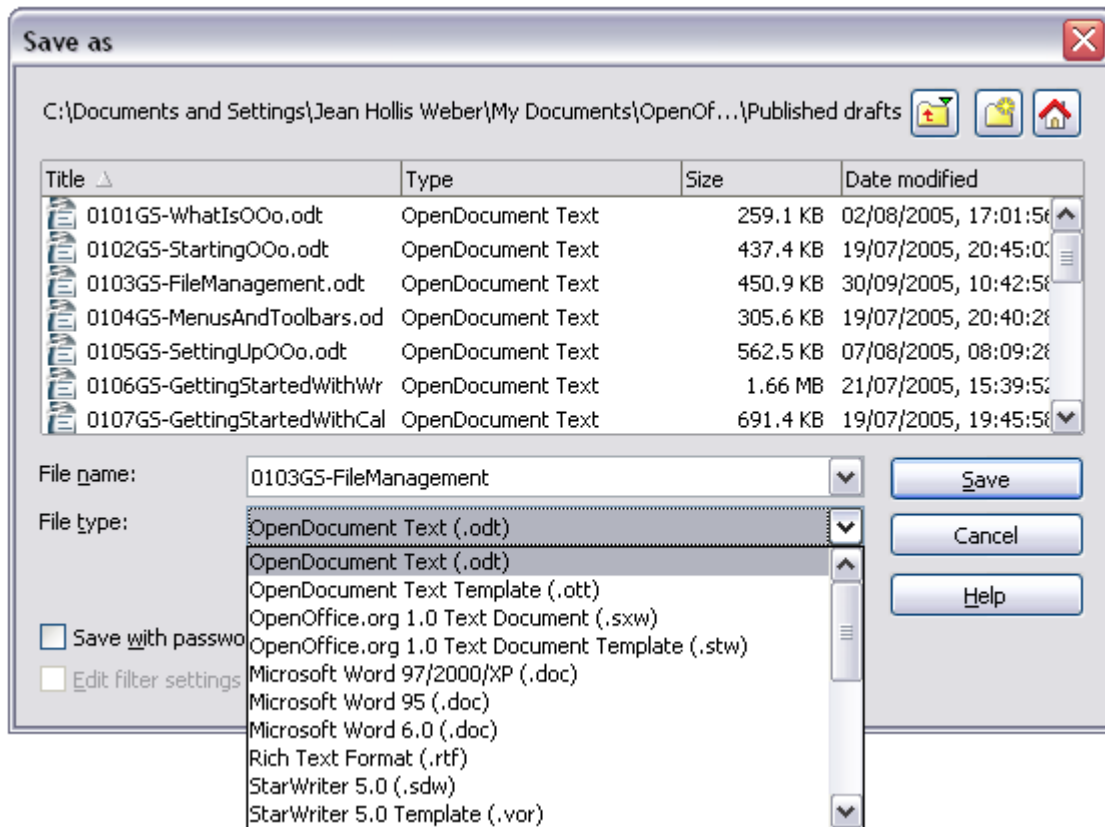 Save as
C:\Documents and Settings\Jean Hollis Weber\My Documents\OpenOf...\Published drafts
Title Type Size Date modified
0101GS-WhatIsOOo.odt OpenDocument Text 259.1 KB 02/08/2005, 17:01:56
0102GS-StartingOOo.odt OpenDocument Text 437.4 KB 19/07/2005, 20:45:03
0103GS-FileManagement.odt OpenDocument Text 450.9 KB 30/09/2005, 10:42:58
0104GS-MenusAndToolbars.od OpenDocument Text 305.6 KB 19/07/2005, 20:40:28
0105GS-SettingUpOOo.odt OpenDocument Text 562.5 KB 07/08/2005, 08:09:28
0106GS-GettingStartedWithWr OpenDocument Text 1.66 MB 21/07/2005, 15:39:52
0107GS-GettingStartedWithCal OpenDocument Text 691.4 KB 19/07/2005, 19:45:58
File name: 0103GS-FileManagement Save
File type: OpenDocument Text (.odt) Cancel
OpenDocument Text (.odt)
OpenDocument Text Template (.ott) Help
OpenOffice.org 1.0 Text Document (.sxw)
Save with passwo OpenOffice.org 1.0 Text Document Template (.stw)
Edit filter settings Microsoft Word 97/2000/XP (.doc)
Microsoft Word 95 (.doc)
Microsoft Word 6.0 (.doc)
Rich Text Format (.rtf)
StarWriter 5.0 (.sdw)
StarWriter 5.0 Template (.vor)